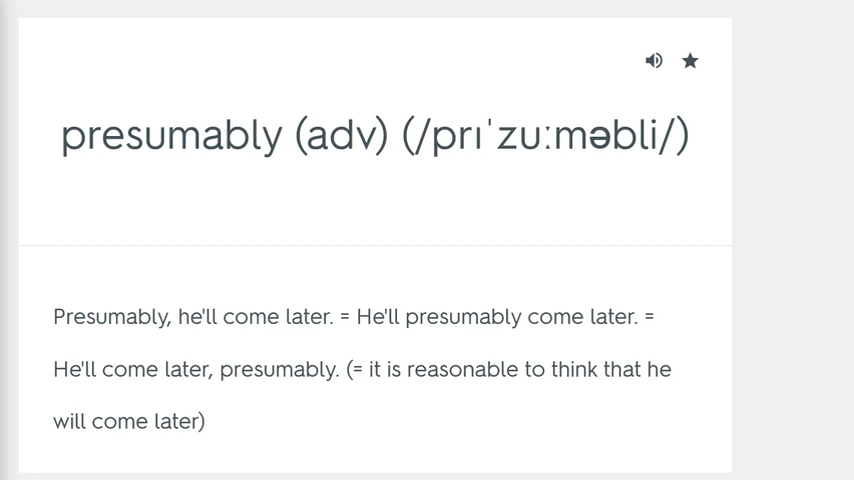 presumably (adv) (/prɪˈzuːməbli/)
Presumably, he'll come later. = He'll presumably come later. =
He'll come later, presumably. (= it is reasonable to think that he
will come later)